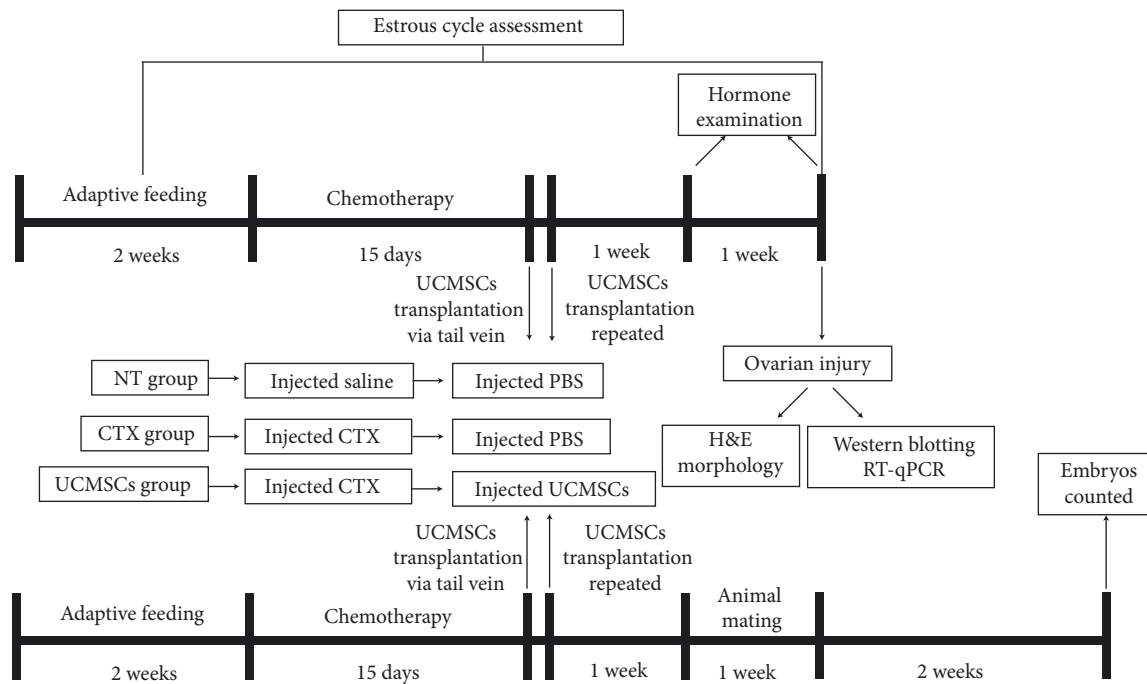 Estrous cycle assessment
Hormone
examination
Adaptive feeding
Chemotherapy
2 weeks
15 days
1 week
1 week
UCMSCs
transplantation
via tail vein
UCMSCs
transplantation
repeated
Ovarian injury
NT group
Injected saline
Injected PBS
CTX group
Injected CTX
Injected PBS
H&E
morphology
Western blotting
RT-qPCR
UCMSCs group
Injected CTX
Injected UCMSCs
Embryos
counted
UCMSCs
transplantation
via tail vein
UCMSCs
transplantation
repeated
Adaptive feeding
Chemotherapy
Animal
mating
2 weeks
15 days
1 week
1 week
2 weeks